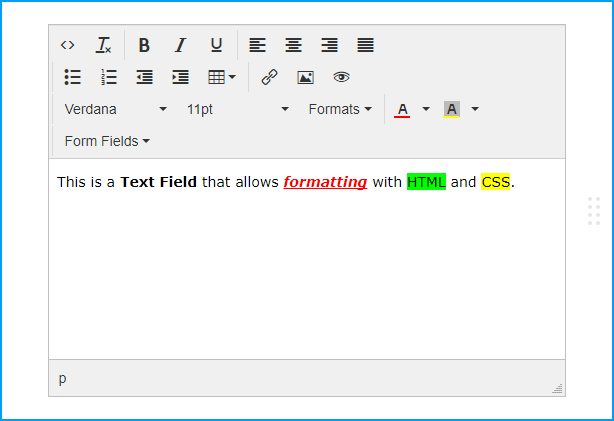 B I U
Verdana 11pt Formats A A
Form Fields
This is a Text Field that allows formatting with HTML and CSS.
p